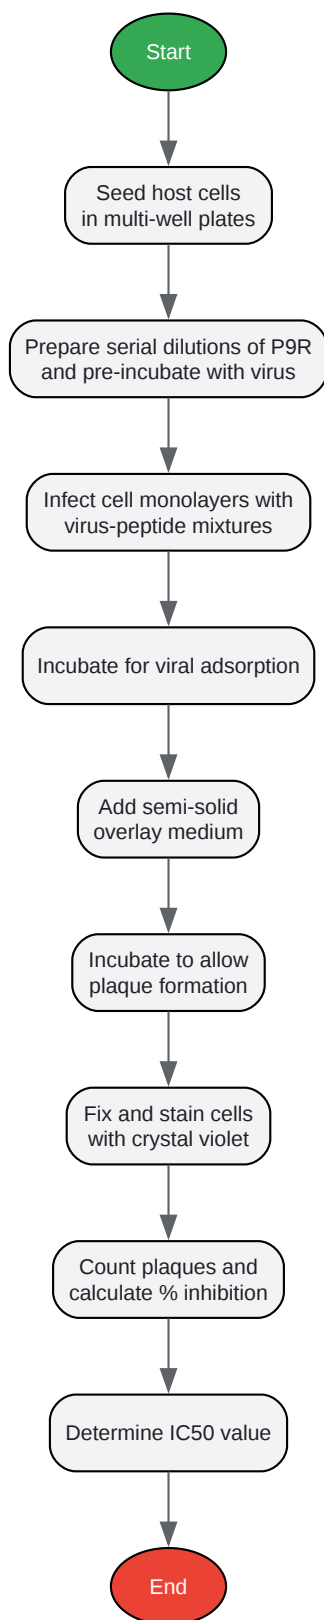 Start
Seed host cells
in multi-well plates
Prepare serial dilutions of P9R
and pre-incubate with virus
Infect cell monolayers with
virus-peptide mixtures
Incubate for viral adsorption
Add semi-solid
overlay medium
Incubate to allow
plaque formation
Fix and stain cells
with crystal violet
Count plaques and
calculate % inhibition
Determine IC50 value
End